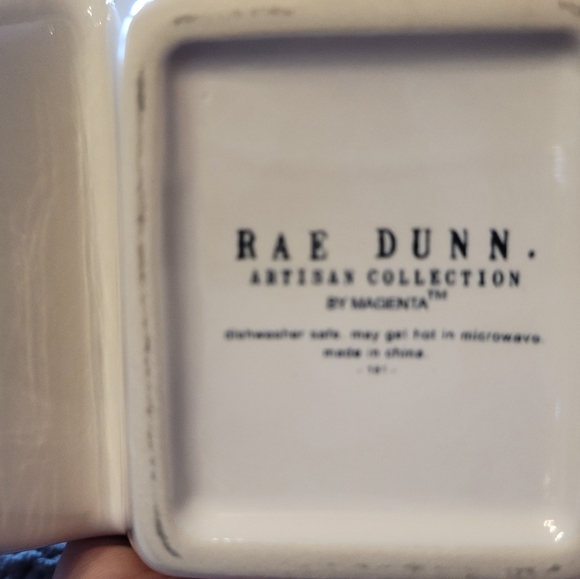 RAE DUNN.
ARTISAN COLLECTION
BY MAGENTA™
dishwasher safe. may get hot in microwave.
made in china.